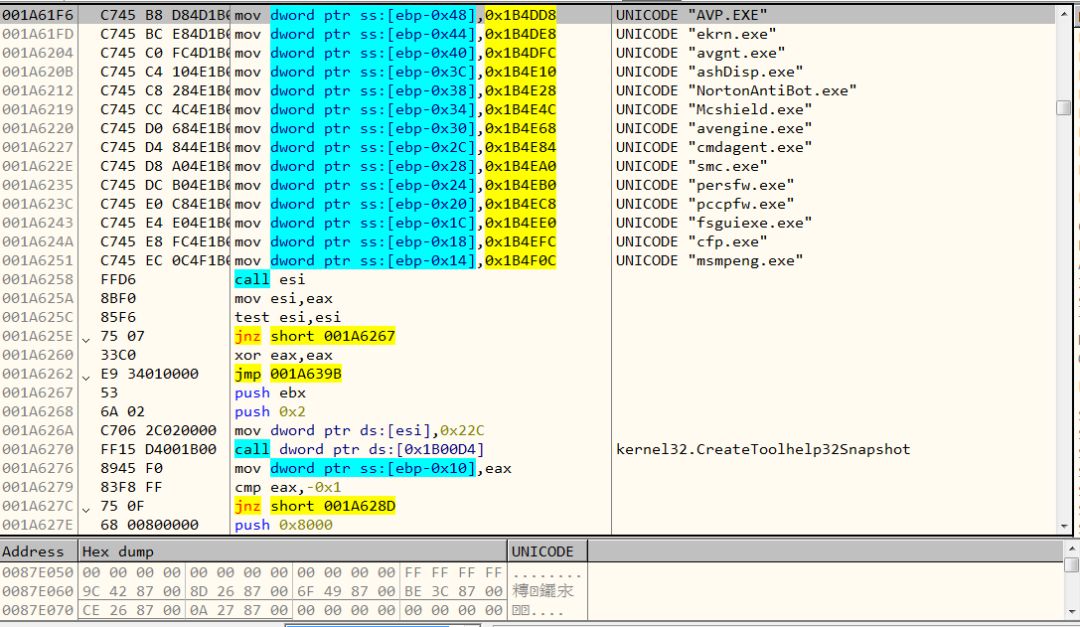 001A61F6 C745 B8 D84D1B0 mov dword ptr ss:[ebp-0x48],0x1B4DD8 UNICODE "AVP.EXE"
001A61FD C745 BC E84D1B0 mov dword ptr ss:[ebp-0x44],0x1B4DE8 UNICODE "ekrn.exe"
001A6204 C745 C0 FC4D1B0 mov dword ptr ss:[ebp-0x40],0x1B4DFC UNICODE "avgnt.exe"
001A620B C745 C4 104E1B0 mov dword ptr ss:[ebp-0x3C],0x1B4E10 UNICODE "ashDisp.exe"
001A6212 C745 C8 284E1B0 mov dword ptr ss:[ebp-0x38],0x1B4E28 UNICODE "NortonAntiBot.exe"
001A6219 C745 CC 4C4E1B0 mov dword ptr ss:[ebp-0x34],0x1B4E4C UNICODE "Mcshield.exe"
001A6220 C745 D0 684E1B0 mov dword ptr ss:[ebp-0x30],0x1B4E68 UNICODE "avengine.exe"
001A6227 C745 D4 844E1B0 mov dword ptr ss:[ebp-0x2C],0x1B4E84 UNICODE "cmdagent.exe"
001A622E C745 D8 A04E1B0 mov dword ptr ss:[ebp-0x28],0x1B4EA0 UNICODE "smc.exe"
001A6235 C745 DC B04E1B0 mov dword ptr ss:[ebp-0x24],0x1B4EB0 UNICODE "persfw.exe"
001A623C C745 E0 C84E1B0 mov dword ptr ss:[ebp-0x20],0x1B4EC8 UNICODE "pccpfw.exe"
001A6243 C745 E4 E04E1B0 mov dword ptr ss:[ebp-0x1C],0x1B4EE0 UNICODE "fsguiexe.exe"
001A624A C745 E8 FC4E1B0 mov dword ptr ss:[ebp-0x18],0x1B4EFC UNICODE "cfp.exe"
001A6251 C745 EC 0C4F1B0 mov dword ptr ss:[ebp-0x14],0x1B4F0C UNICODE "msmpeng.exe"
001A6258 FFD6 call esi
001A625A 8BF0 mov esi,eax
001A625C 85F6 test esi,esi
001A625E 75 07 jnz short 001A6267
001A6260 33C0 xor eax,eax
001A6262 E9 34010000 jmp 001A639B
001A6267 53 push ebx
001A6268 6A 02 push 0x2
001A626A C706 2C020000 mov dword ptr ds:[esi],0x22C
001A6270 FF15 D4001B00 call dword ptr ds:[0x1B00D4] kernel32.CreateToolhelp32Snapshot
001A6276 8945 F0 mov dword ptr ss:[ebp-0x10],eax
001A6279 83F8 FF cmp eax,-0x1
001A627C 75 0F jnz short 001A628D
001A627E 68 00800000 push 0x8000
Address Hex dump UNICODE
0087E050 00 00 00 00 00 00 00 00 00 00 00 00 FF FF FF FF ........
0087E060 9C 42 87 00 8D 26 87 00 6F 49 87 00 BE 3C 87 00
0087E070 CE 26 87 00 0A 27 87 00 00 00 00 00 00 00 00 00 ....